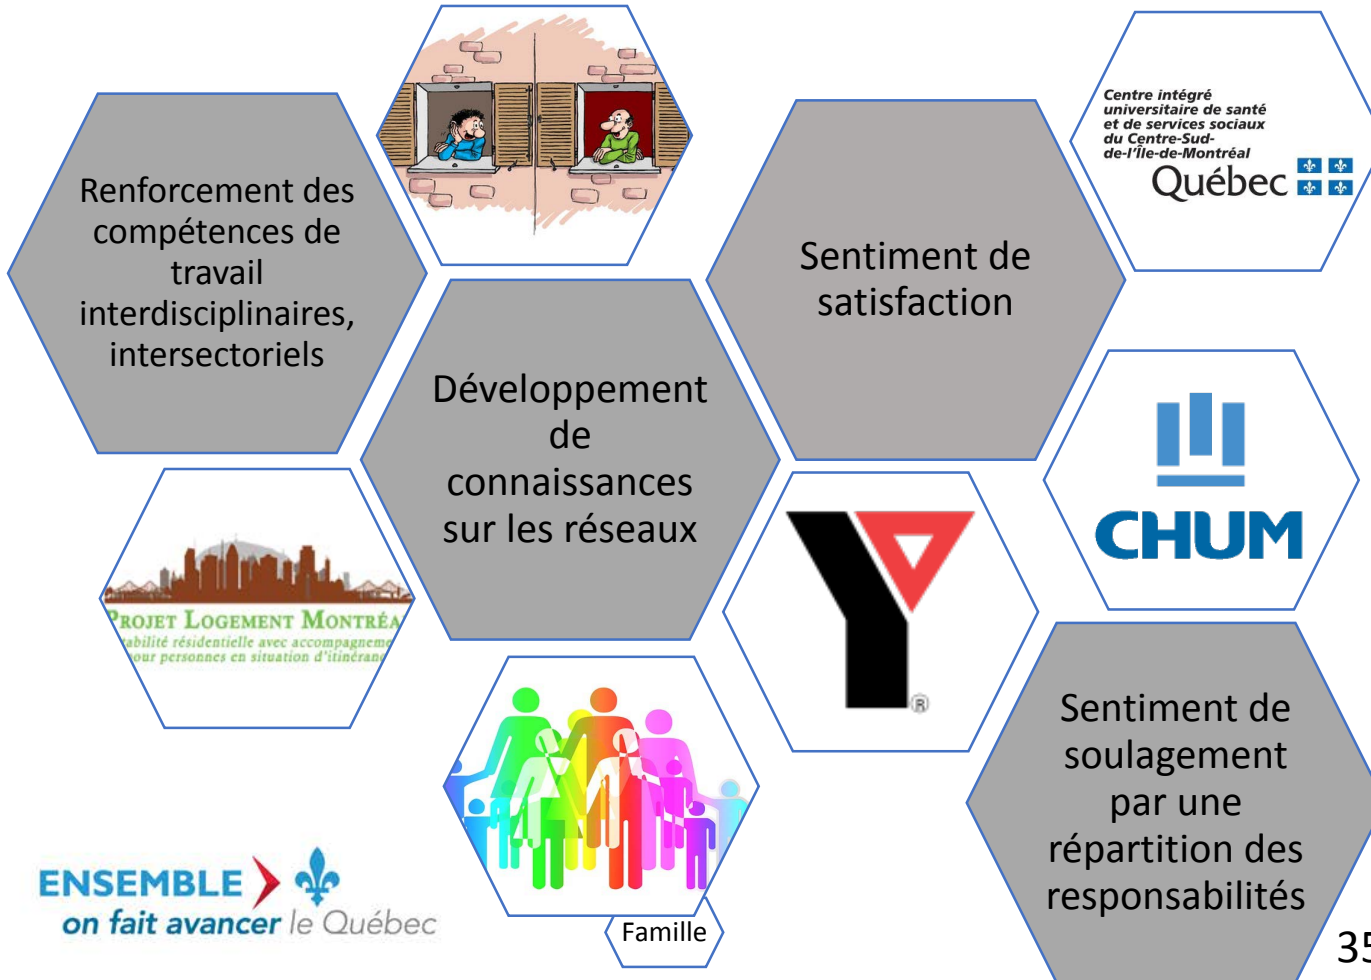 Renforcement des
compétences de
travail
interdisciplinaires,
intersectoriels
Sentiment de
satisfaction
Centre intégré
universitaire de santé
et de services sociaux
du Centre-Sud-
de-l'Île-de-Montréal
Québec
Développement
de
connaissances
sur les réseaux
CHUM
PROJET LOGEMENT MONTRÉA
tabilité résidentielle avec accompagneme
pour personnes en situation d'itinéranc
Y
®
Sentiment de
soulagement
par une
répartition des
responsabilités
Famille
ENSEMBLE
on fait avancer le Québec
35